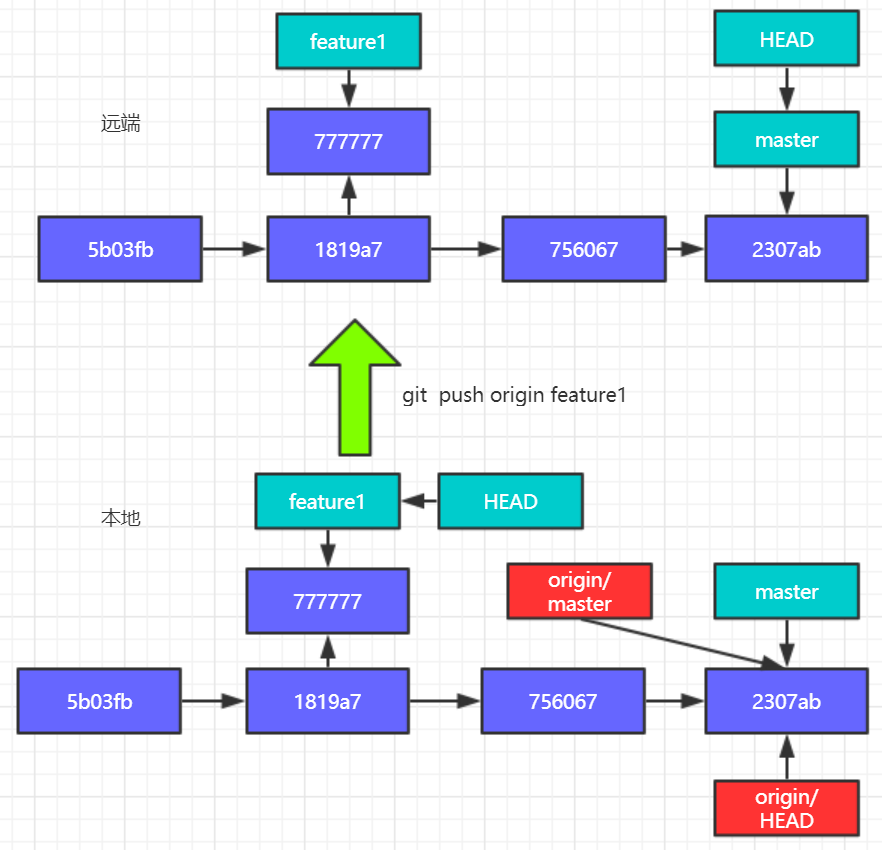 feature1
HEAD
远端
777777
master
5b03fb
1819a7
756067
2307ab
git  push origin feature1
feature1
HEAD
本地
777777
origin/
master
master
5b03fb
1819a7
756067
2307ab
origin/
HEAD